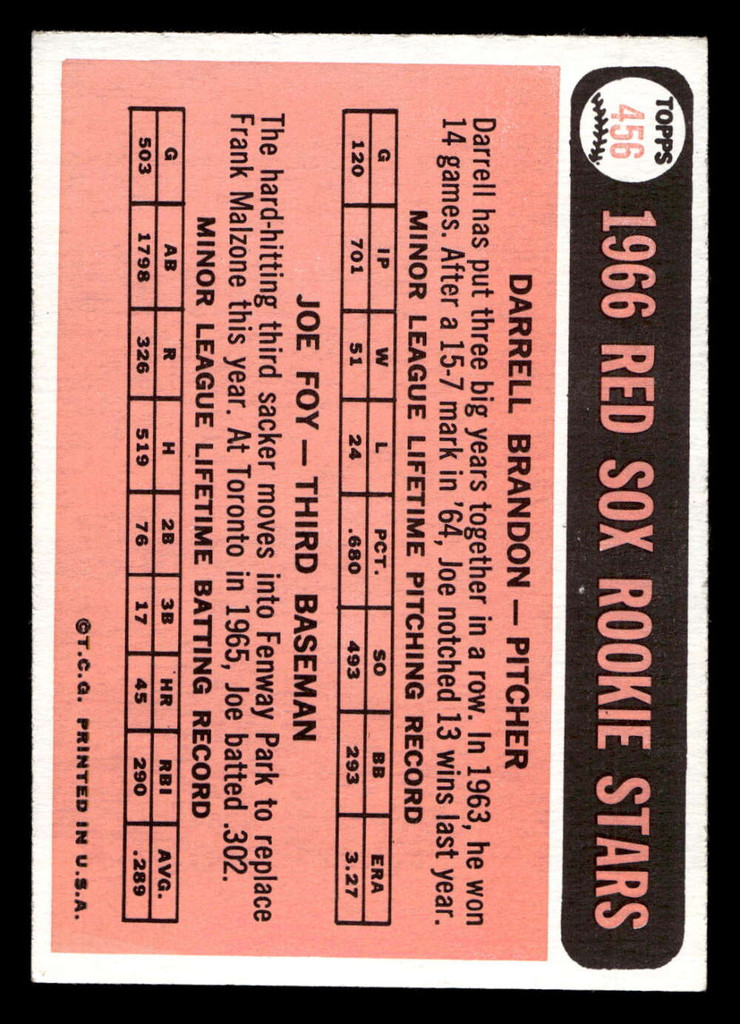 TOPPS
456
1966 RED SOX ROOKIE STARS
DARRELL BRANDON — PITCHER
Darrell has put three big years together in a row. In 1963, he won
14 games. After a 15-7 mark in '64, Joe notched 13 wins last year.
MINOR LEAGUE LIFETIME PITCHING RECORD
G IP W L PCT. SO BB ERA
120 701 51 24 .680 493 293 3.27
JOE FOY — THIRD BASEMAN
The hard-hitting third sacker moves into Fenway Park to replace
Frank Malzone this year. At Toronto in 1965, Joe batted .302.
MINOR LEAGUE LIFETIME BATTING RECORD
G AB R H 2B 3B HR RBI AVG.
503 1798 326 519 76 17 45 290 .289
©T.C.G. PRINTED IN U.S.A.